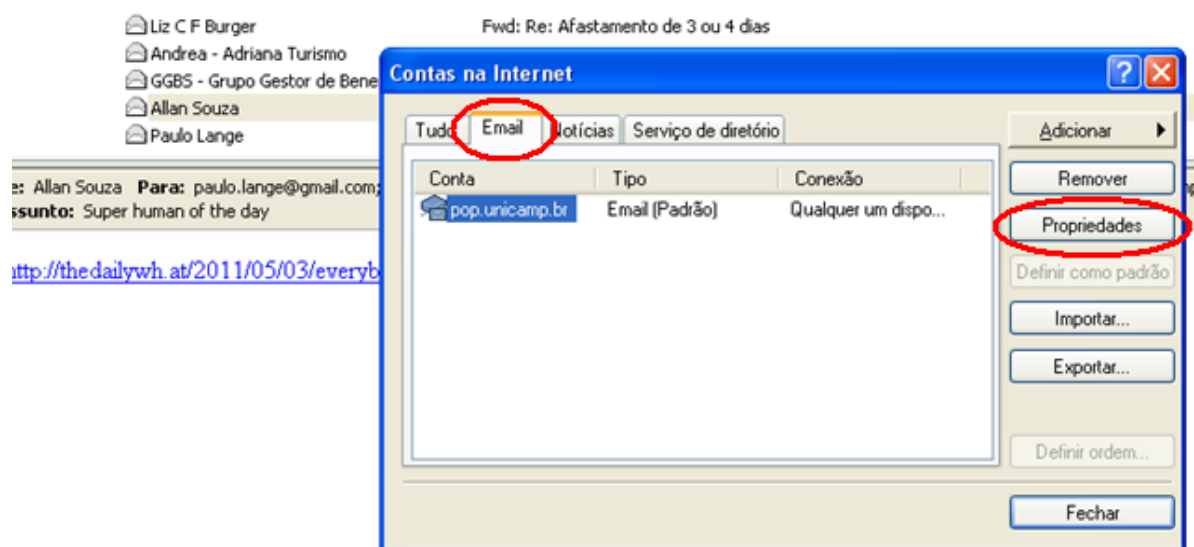 Liz C F Burger Fwd: Re: Afastamento de 3 ou 4 dias
Andrea - Adriana Turismo
GGBS - Grupo Gestor de Bene
Allan Souza
Paulo Lange
e: Allan Souza Para: paulo.lange@gmail.com;
ssunto: Super human of the day
http://thedailywh.at/2011/05/03/everyb
Contas na Internet
Tudo Email Notícias Serviço de diretório
Conta Tipo Conexão
pop.unicamp.br Email (Padrão) Qualquer um dispo...
Adicionar
Remover
Propriedades
Definir como padrão
Importar...
Exportar...
Definir ordem...
Fechar